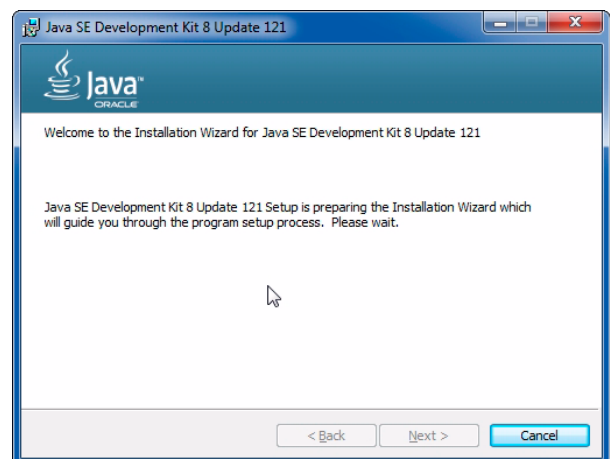 Java SE Development Kit 8 Update 121
Java™
ORACLE
Welcome to the Installation Wizard for Java SE Development Kit 8 Update 121
Java SE Development Kit 8 Update 121 Setup is preparing the Installation Wizard which
will guide you through the program setup process. Please wait.
< Back Next > Cancel